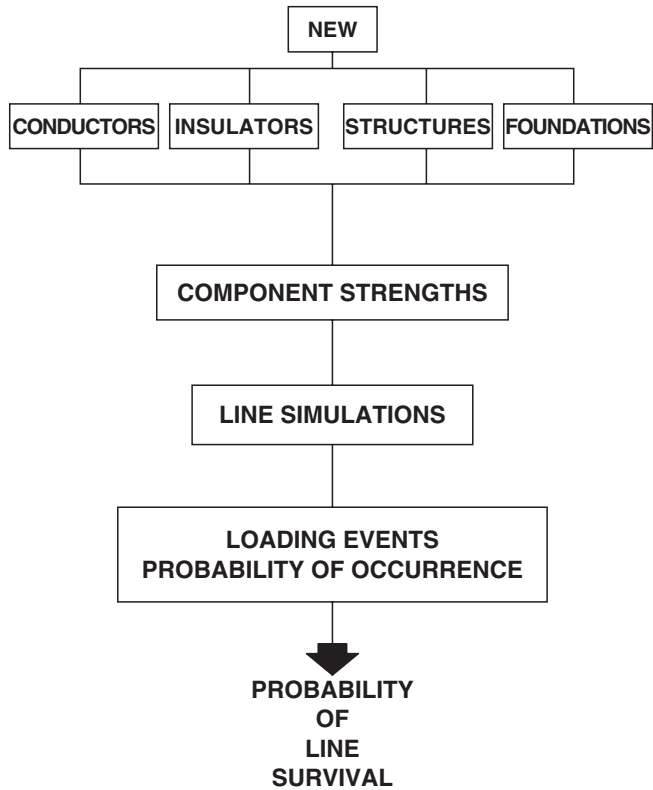 NEW
CONDUCTORS INSULATORS STRUCTURES FOUNDATIONS
COMPONENT STRENGTHS
LINE SIMULATIONS
LOADING EVENTS
PROBABILITY OF OCCURRENCE
PROBABILITY
OF
LINE
SURVIVAL